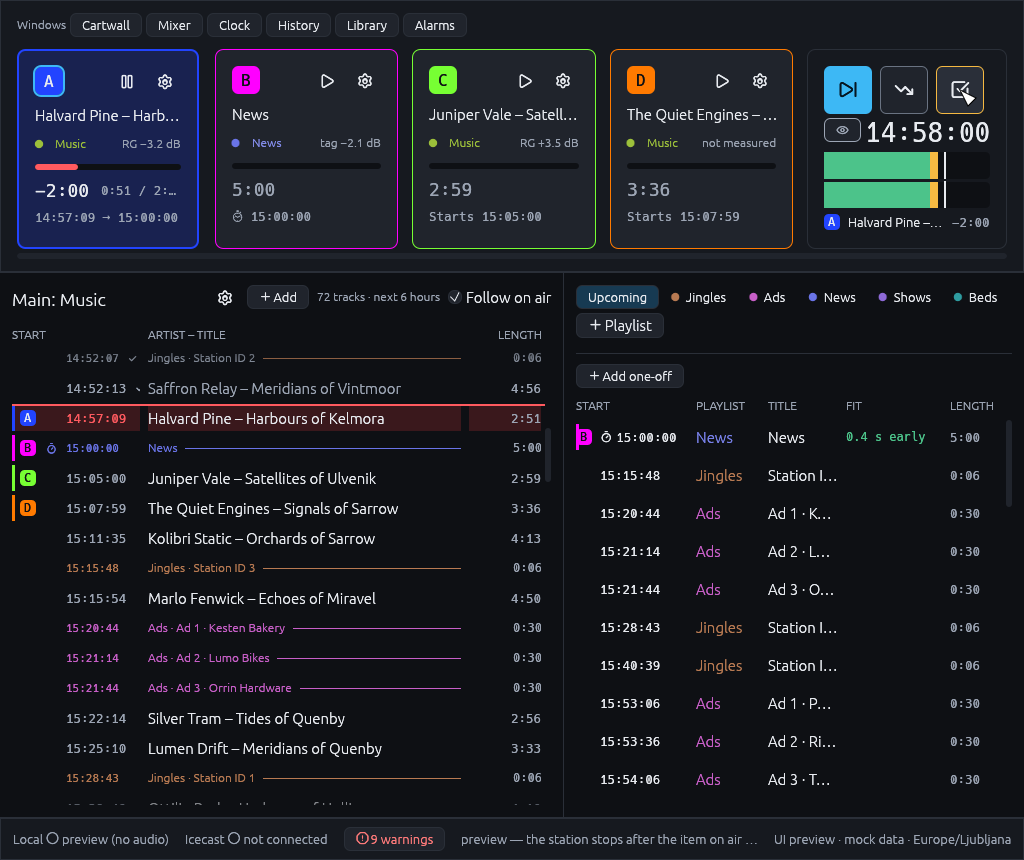 Windows Cartwall Mixer Clock History Library Alarms
A
Halvard Pine – Harb…
Music RG −3.2 dB
−2:00 0:51 / 2:…
14:57:09 → 15:00:00
B
News
News tag −2.1 dB
5:00
15:00:00
C
Juniper Vale – Satell…
Music RG +3.5 dB
2:59
Starts 15:05:00
D
The Quiet Engines – …
Music not measured
3:36
Starts 15:07:59
14:58:00
A Halvard Pine –… −2:00
Main: Music + Add 72 tracks · next 6 hours ✓ Follow on air
START ARTIST – TITLE LENGTH
14:52:07 ✓ Jingles · Station ID 2 0:06
14:52:13 Saffron Relay – Meridians of Vintmoor 4:56
A 14:57:09 Halvard Pine – Harbours of Kelmora 2:51
B 15:00:00 News 5:00
C 15:05:00 Juniper Vale – Satellites of Ulvenik 2:59
D 15:07:59 The Quiet Engines – Signals of Sarrow 3:36
15:11:35 Kolibri Static – Orchards of Sarrow 4:13
15:15:48 Jingles · Station ID 3 0:06
15:15:54 Marlo Fenwick – Echoes of Miravel 4:50
15:20:44 Ads · Ad 1 · Kesten Bakery 0:30
15:21:14 Ads · Ad 2 · Lumo Bikes 0:30
15:21:44 Ads · Ad 3 · Orrin Hardware 0:30
15:22:14 Silver Tram – Tides of Quenby 2:56
15:25:10 Lumen Drift – Meridians of Quenby 3:33
15:28:43 Jingles · Station ID 1 0:06
Upcoming Jingles Ads News Shows Beds
+ Playlist
+ Add one-off
START PLAYLIST TITLE FIT LENGTH
B 15:00:00 News News 0.4 s early 5:00
15:15:48 Jingles Station I… 0:06
15:20:44 Ads Ad 1 · K… 0:30
15:21:14 Ads Ad 2 · L… 0:30
15:21:44 Ads Ad 3 · O… 0:30
15:28:43 Jingles Station I… 0:06
15:40:39 Jingles Station I… 0:06
15:53:06 Ads Ad 1 · P… 0:30
15:53:36 Ads Ad 2 · Ri… 0:30
15:54:06 Ads Ad 3 · T… 0:30
Local preview (no audio) Icecast not connected 9 warnings preview — the station stops after the item on air … UI preview · mock data · Europe/Ljubljana